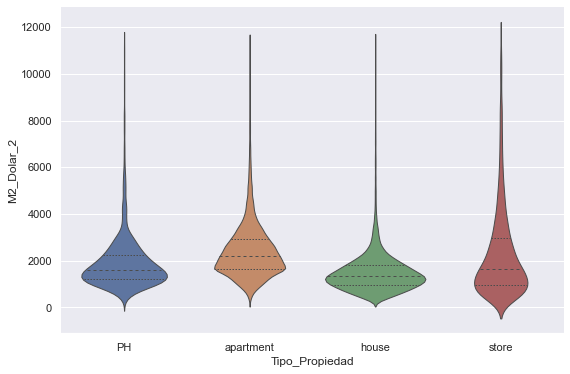 12000
10000
8000
6000
4000
2000
0
M2_Dolar_2
PH
apartment
house
store
Tipo_Propiedad